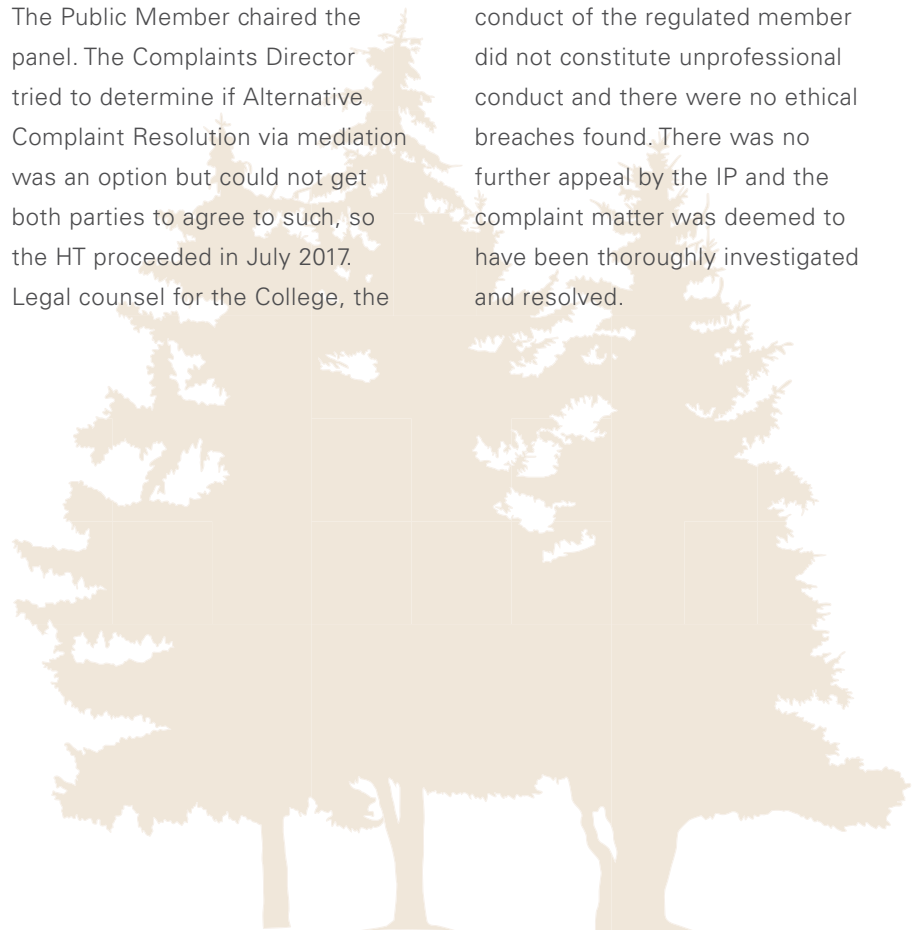 The Public Member chaired the
panel. The Complaints Director
tried to determine if Alternative
Complaint Resolution via mediation
was an option but could not get
both parties to agree to such, so
the HT proceeded in July 2017.
Legal counsel for the College, the
conduct of the regulated member
did not constitute unprofessional
conduct and there were no ethical
breaches found. There was no
further appeal by the IP and the
complaint matter was deemed to
have been thoroughly investigated
and resolved.